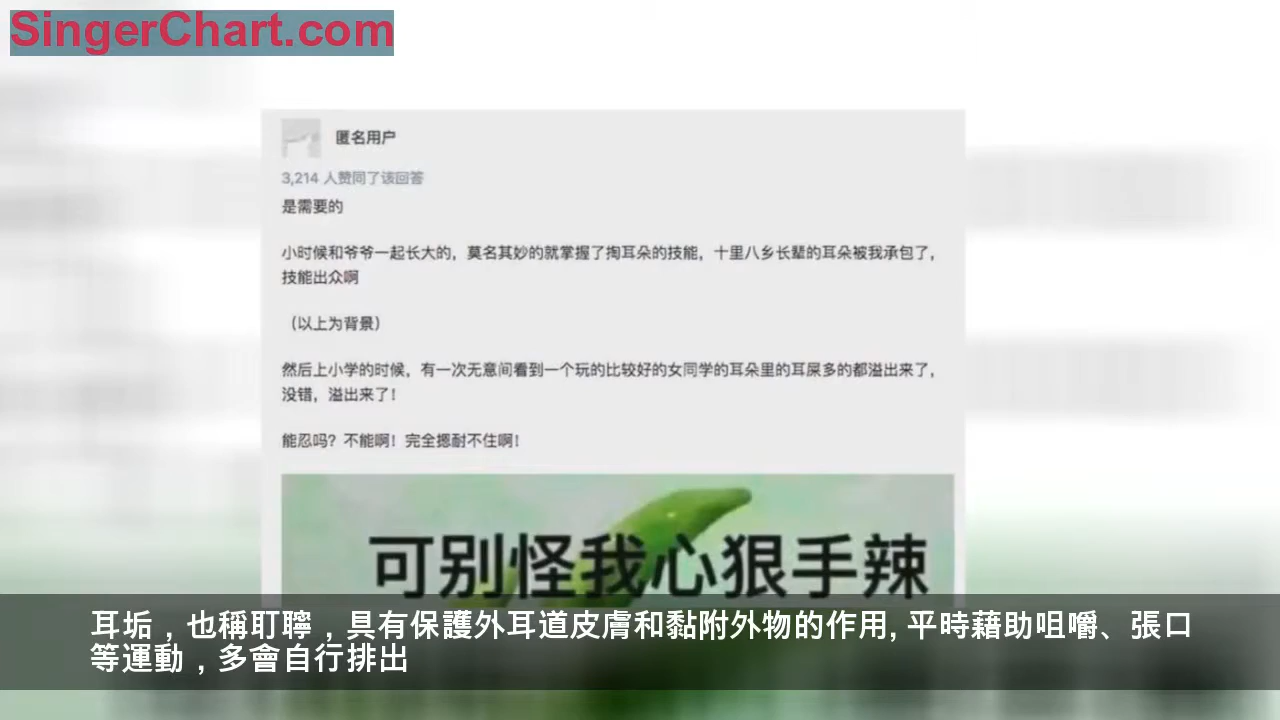 SingerChart.com
匿名用户
3,214 人赞同了该回答
是需要的
小时候和爷爷一起长大的，莫名其妙的就掌握了掏耳朵的技能，十里八乡长辈的耳朵被我承包了，
技能出众啊
（以上为背景）
然后上小学的时候，有一次无意间看到一个玩的比较好的女同学的耳朵里的耳屎多的都溢出来了，
没错，溢出来了！
能忍吗？不能啊！完全摁耐不住啊！
可别怪我心狠手辣
耳垢，也稱耵聹，具有保護外耳道皮膚和黏附外物的作用, 平時藉助咀嚼、張口
等運動，多會自行排出